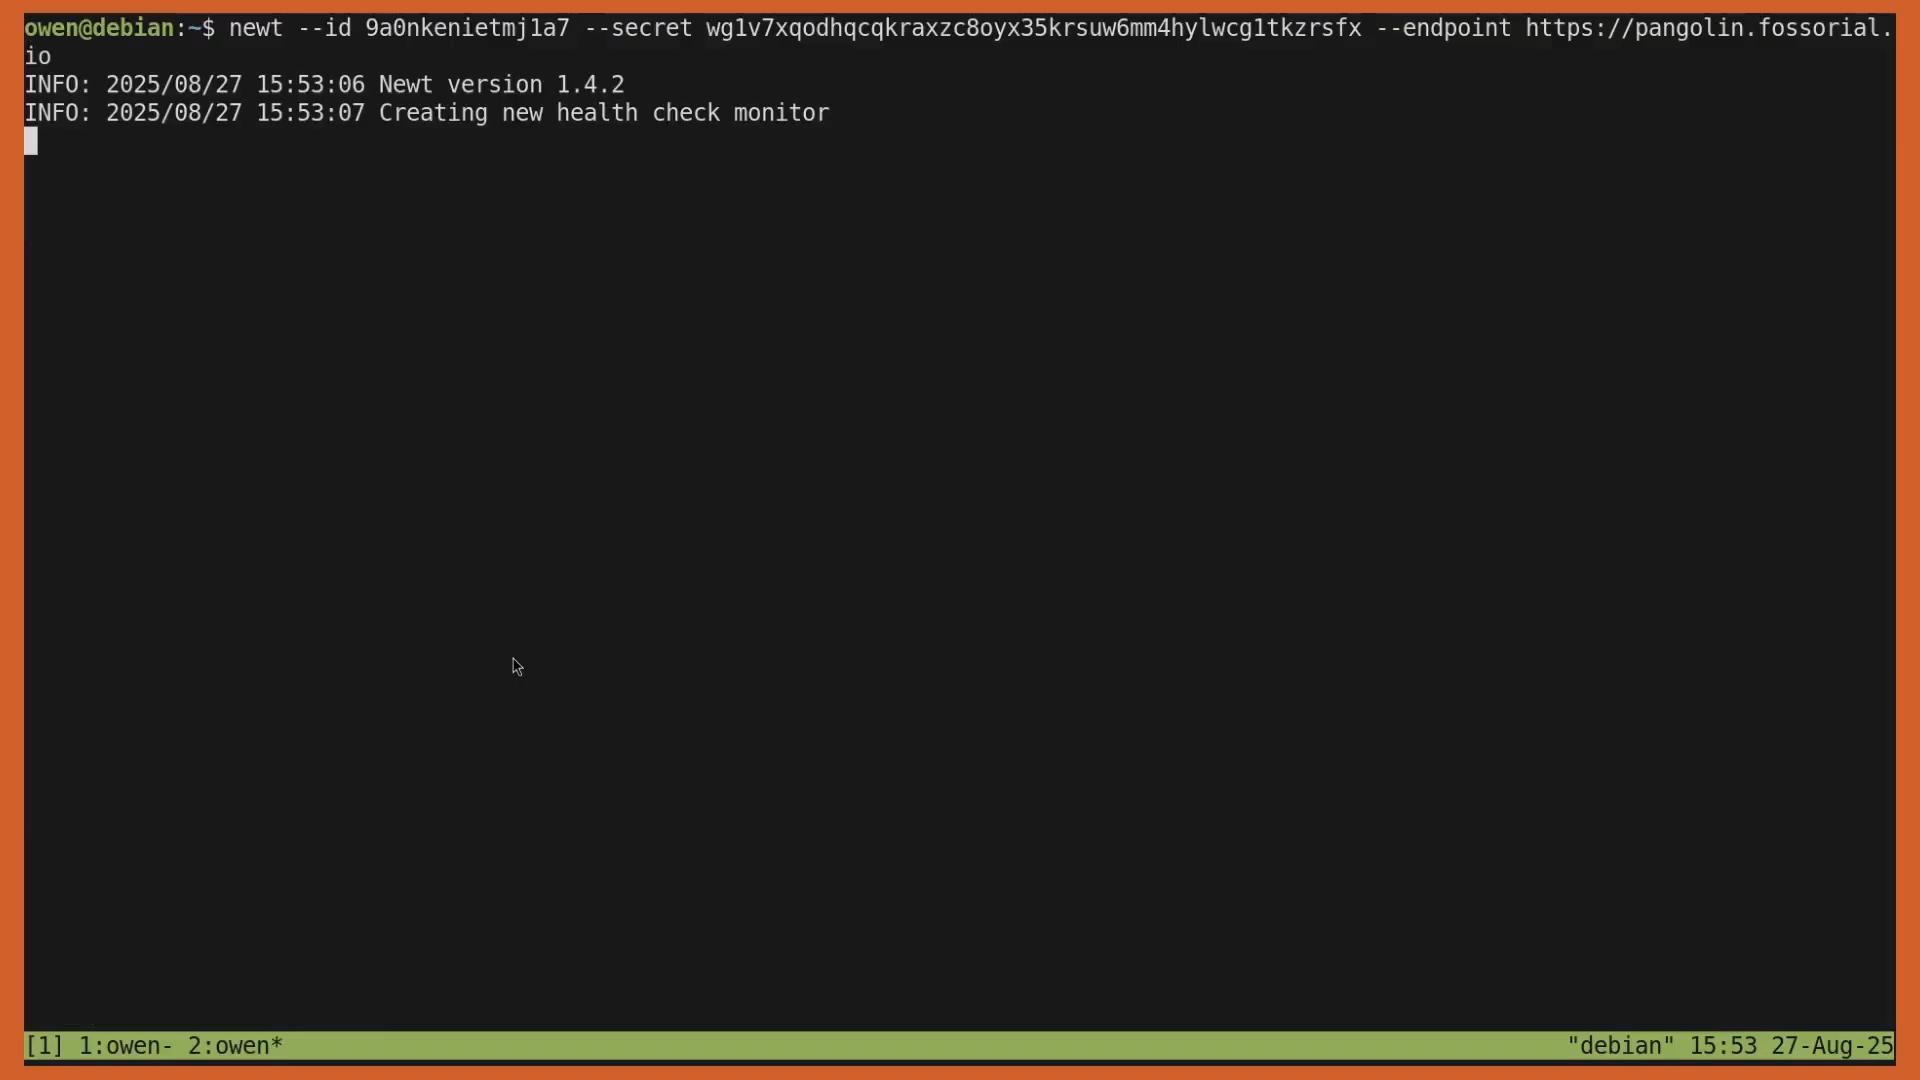 owen@debian:~$ newt --id 9a0nkenietmj1a7 --secret wg1v7xqodhqcqkraxzc8oyx35krsuw6mm4hylwcg1tkzrsfx --endpoint https://pangolin.fossorial.
io
INFO: 2025/08/27 15:53:06 Newt version 1.4.2
INFO: 2025/08/27 15:53:07 Creating new health check monitor
[1] 1:owen- 2:owen* "debian" 15:53 27-Aug-25